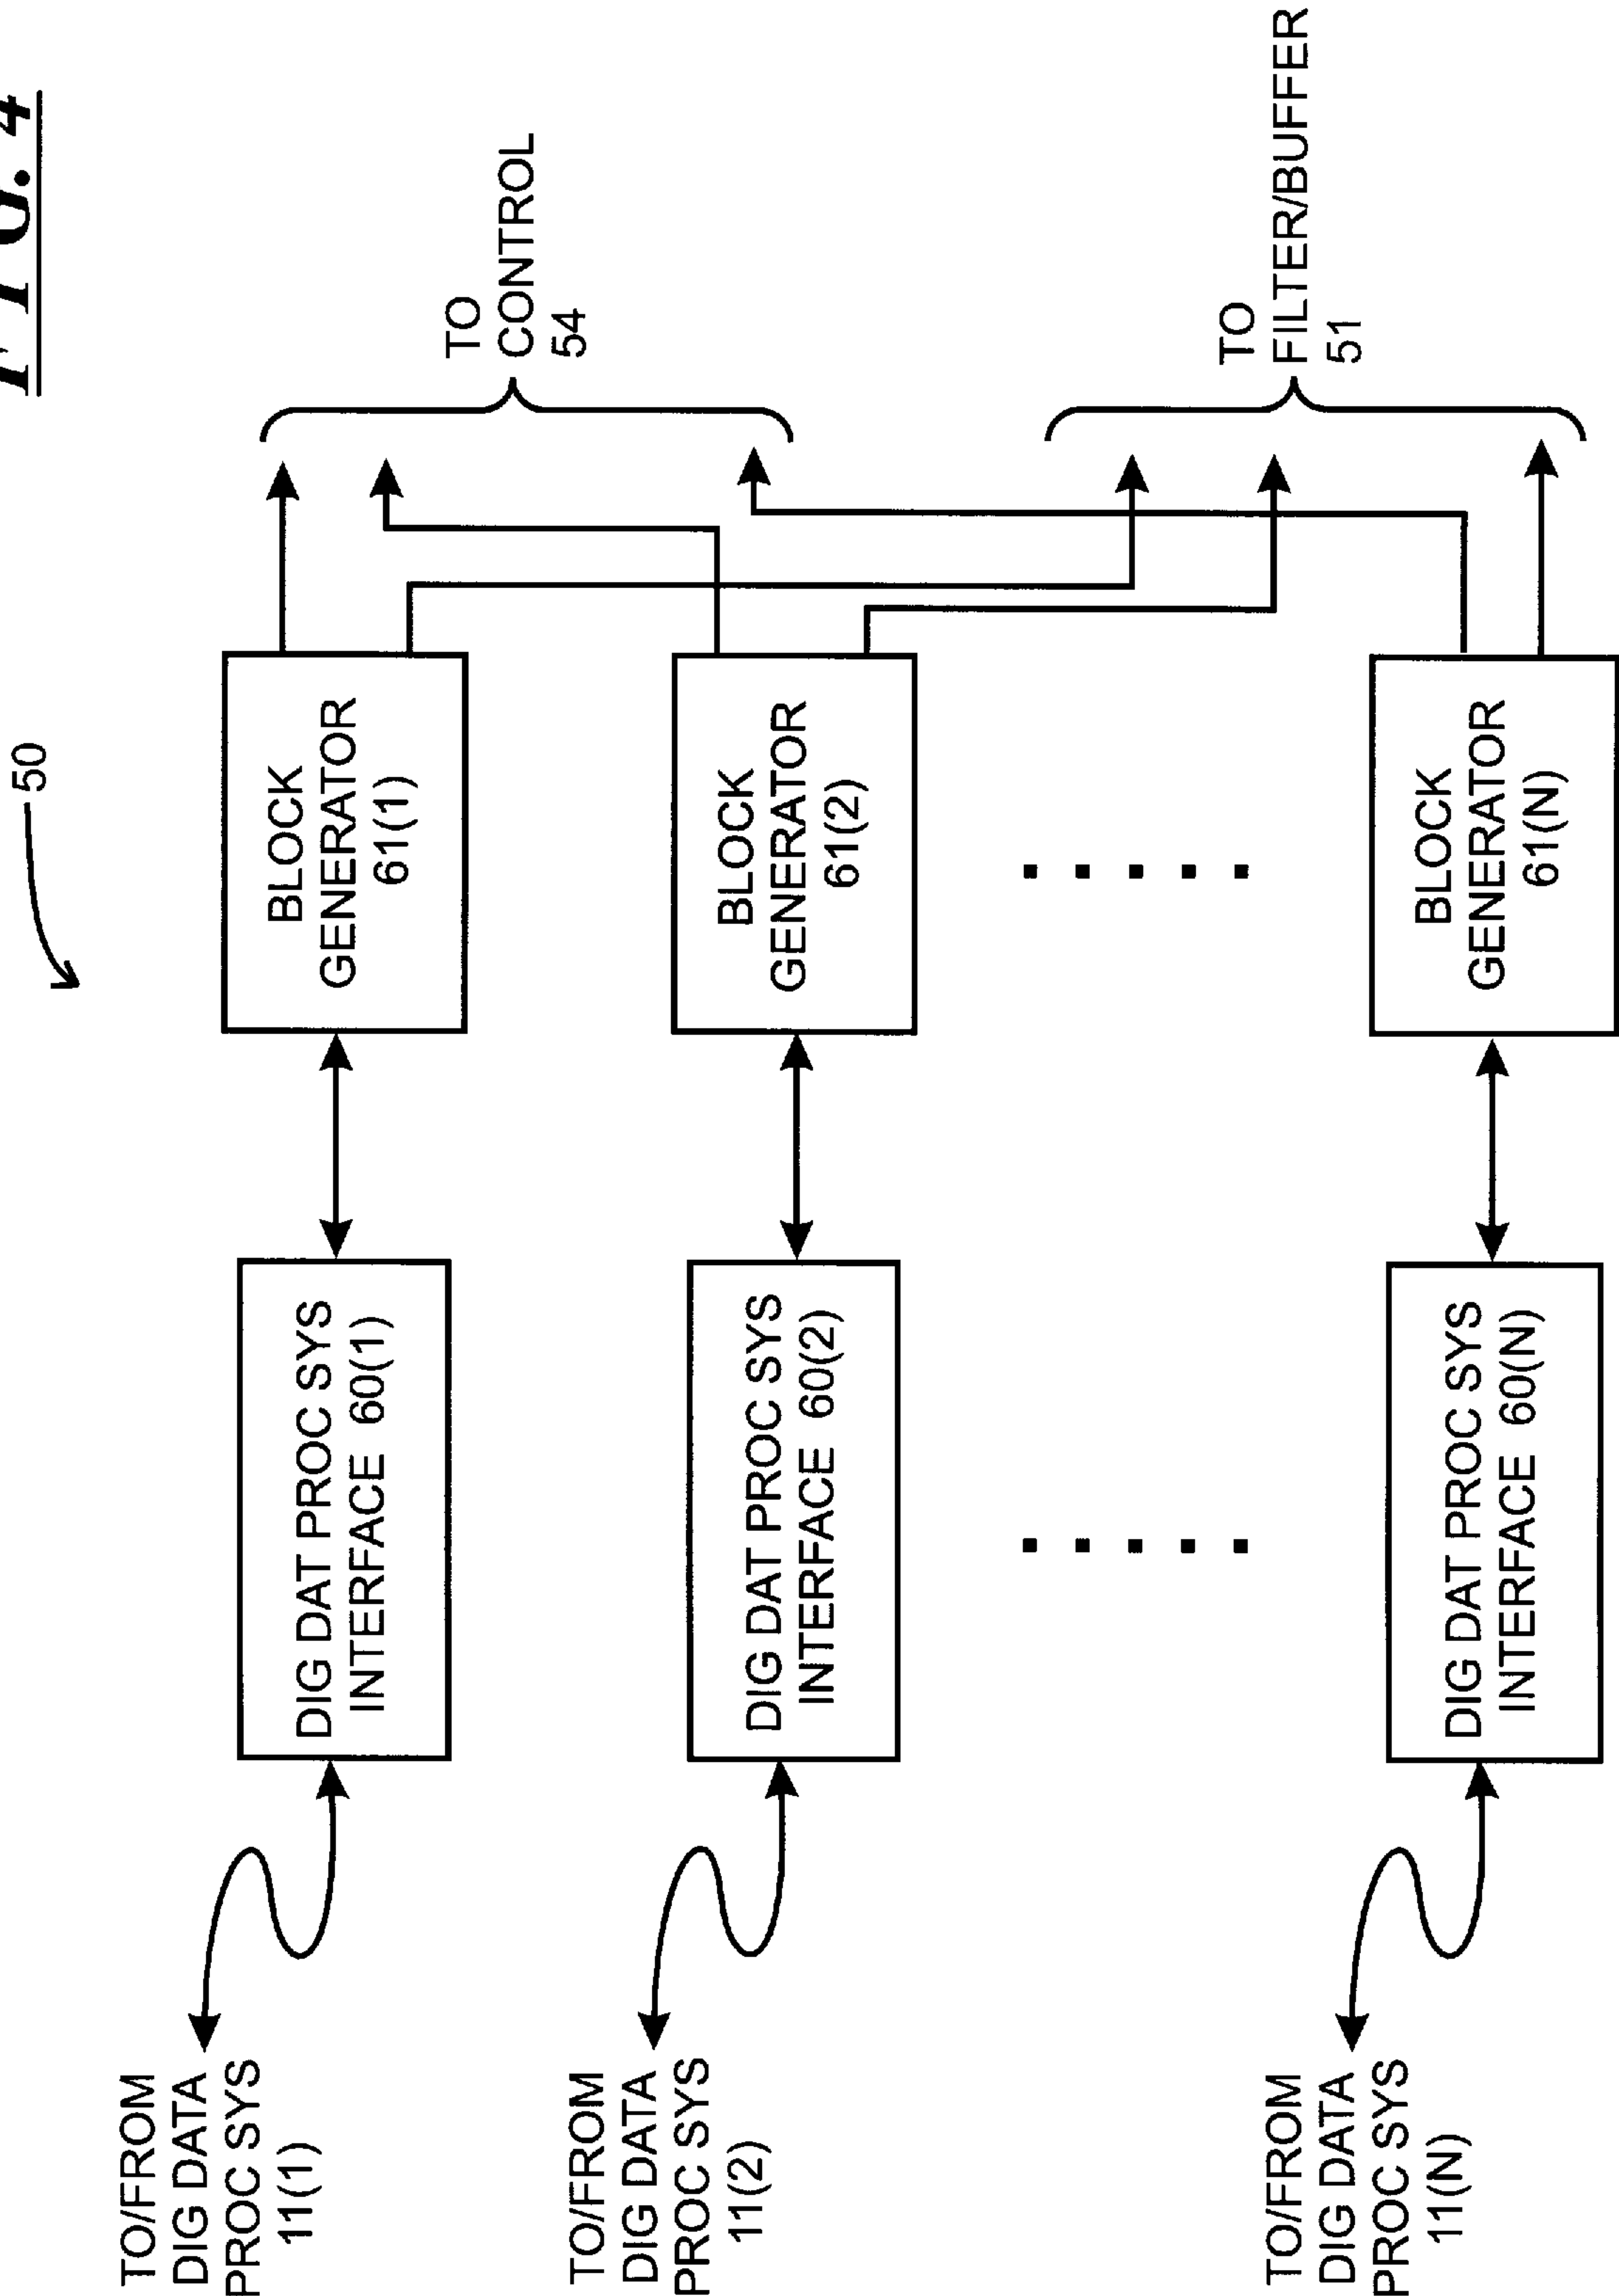 FIG. 4
50
TO/FROM
DIG DATA
PROC SYS
11(1)
DIG DAT PROC SYS
INTERFACE 60(1)
BLOCK
GENERATOR
61(1)
TO
CONTROL
54
TO/FROM
DIG DATA
PROC SYS
11(2)
DIG DAT PROC SYS
INTERFACE 60(2)
BLOCK
GENERATOR
61(2)
TO
FILTER/BUFFER
51
TO/FROM
DIG DATA
PROC SYS
11(N)
DIG DAT PROC SYS
INTERFACE 60(N)
BLOCK
GENERATOR
61(N)